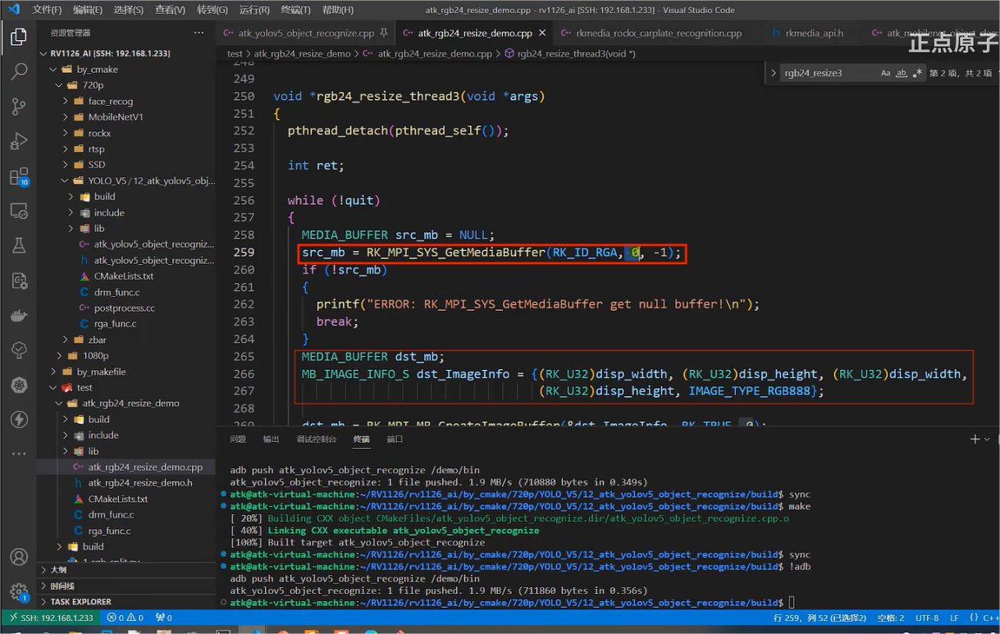 文件(F) 编辑(E) 选择(S) 查看(V) 转到(G) 运行(R) 终端(T) 帮助(H) atk_rgb24_resize_demo.cpp - rv1126_ai [SSH: 192.168.1.233] - Visual Studio Code
资源管理器 ··· atk_yolov5_object_recognize.cpp atk_rgb24_resize_demo.cpp rkmedia_rockx_carplate_recognition.cpp h rkmedia_api.h
正点原子
test > atk_rgb24_resize_demo > atk_rgb24_resize_demo.cpp > rgb24_resize_thread3(void *)
rgb24_resize3 Aa ab 第 2 项，共 2 项
RV1126_AI [SSH: 192.168.1.233]
by_cmake
720p
face_recog
MobileNetV1
rockx
rtsp
SSD
YOLO_V5 / 12_atk_yolov5_obj...
build
include
lib
atk_yolov5_object_recogniz...
h atk_yolov5_object_recogniz...
CMakeLists.txt
C drm_func.c
postprocess.cc
C rga_func.c
zbar
1080p
by_makefile
test
atk_rgb24_resize_demo
build
include
lib
atk_rgb24_resize_demo.cpp
h atk_rgb24_resize_demo.h
CMakeLists.txt
C drm_func.c
C rga_func.c
build
大纲
时间线
TASK EXPLORER
10
1
248
249
250 void *rgb24_resize_thread3(void *args)
251 {
252 pthread_detach(pthread_self());
253
254 int ret;
255
256 while (!quit)
257 {
258 MEDIA_BUFFER src_mb = NULL;
259 src_mb = RK_MPI_SYS_GetMediaBuffer(RK_ID_RGA, 0, -1);
260 if (!src_mb)
261 {
262 printf("ERROR: RK_MPI_SYS_GetMediaBuffer get null buffer!\n");
263 break;
264 }
265 MEDIA_BUFFER dst_mb;
266 MB_IMAGE_INFO_S dst_ImageInfo = {(RK_U32)disp_width, (RK_U32)disp_height, (RK_U32)disp_width,
267 (RK_U32)disp_height, IMAGE_TYPE_RGB888};
268
269 dst_mb = RK_MPI_MB_CreateImageBuffer(&dst_ImageInfo, RK_TRUE, 0);
问题 输出 调试控制台 终端 端口
adb push atk_yolov5_object_recognize /demo/bin
atk_yolov5_object_recognize: 1 file pushed. 1.9 MB/s (710880 bytes in 0.349s)
atk@atk-virtual-machine:~/RV1126/rv1126_ai/by_cmake/720p/YOLO_V5/12_atk_yolov5_object_recognize/build$ sync
atk@atk-virtual-machine:~/RV1126/rv1126_ai/by_cmake/720p/YOLO_V5/12_atk_yolov5_object_recognize/build$ make
[ 20%] Building CXX object CMakeFiles/atk_yolov5_object_recognize.dir/atk_yolov5_object_recognize.cpp.o
[ 40%] Linking CXX executable atk_yolov5_object_recognize
[100%] Built target atk_yolov5_object_recognize
atk@atk-virtual-machine:~/RV1126/rv1126_ai/by_cmake/720p/YOLO_V5/12_atk_yolov5_object_recognize/build$ sync
atk@atk-virtual-machine:~/RV1126/rv1126_ai/by_cmake/720p/YOLO_V5/12_atk_yolov5_object_recognize/build$ !adb
adb push atk_yolov5_object_recognize /demo/bin
atk_yolov5_object_recognize: 1 file pushed. 1.9 MB/s (711860 bytes in 0.356s)
atk@atk-virtual-machine:~/RV1126/rv1126_ai/by_cmake/720p/YOLO_V5/12_atk_yolov5_object_recognize/build$
SSH: 192.168.1.233 0 0 0 行 259，列 52 (已选择2) 空格: 2 UTF-8 LF {} C++